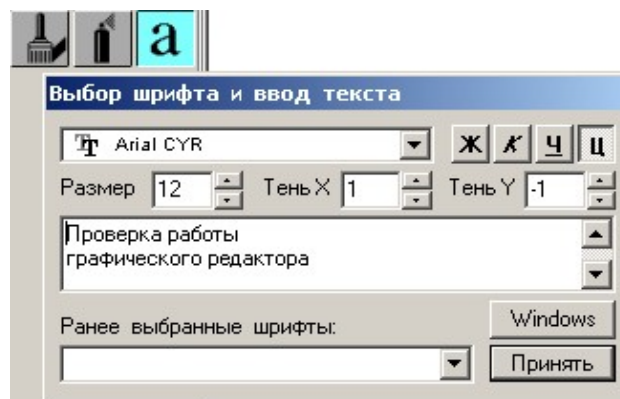 a
Выбор шрифта и ввод текста
Arial CYR Ж К Ч Ц
Размер 12 Тень X 1 Тень Y -1
Проверка работы
графического редактора
Ранее выбранные шрифты:
Windows
Принять